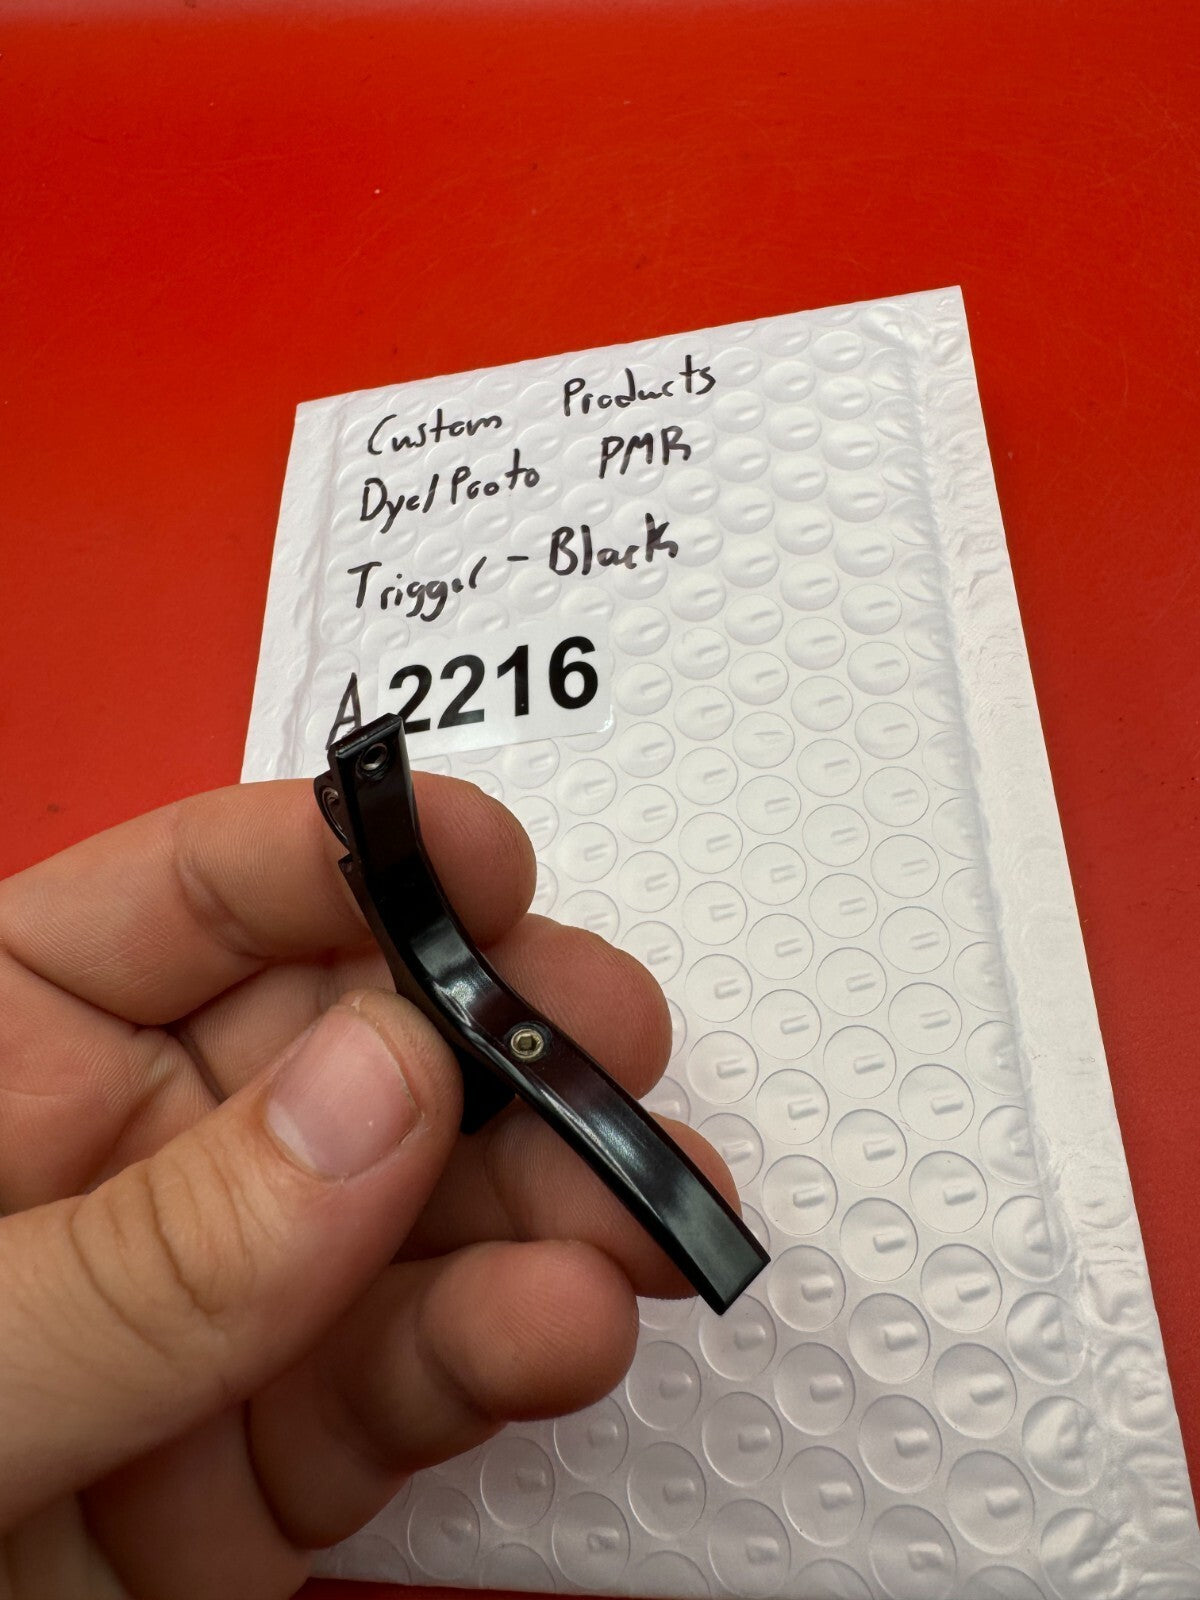 Custom Products
Dye/Proto PMR
Trigger - Black
A 2216